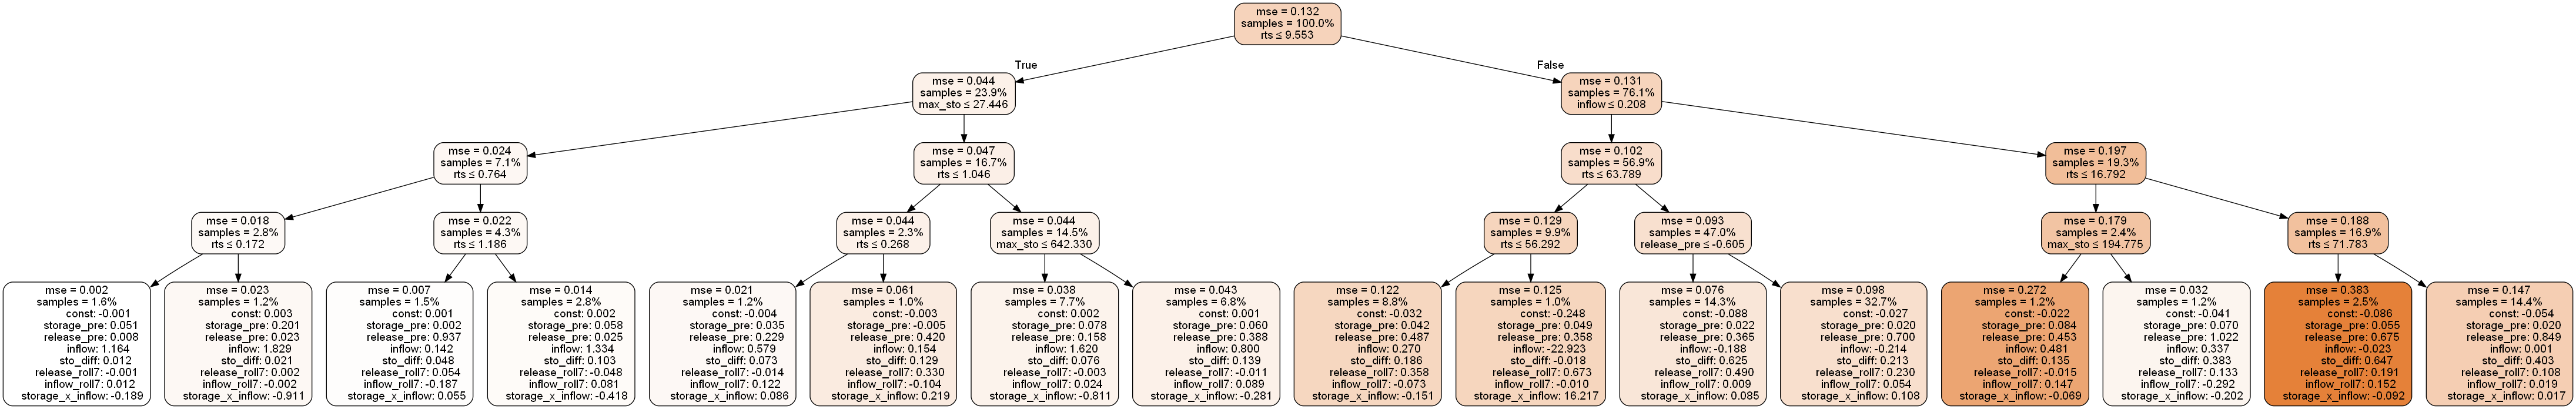 mse = 0.132
samples = 100.0%
rts ≤ 9.553
True
False
mse = 0.044
samples = 23.9%
max_sto ≤ 27.446
mse = 0.131
samples = 76.1%
inflow ≤ 0.208
mse = 0.024
samples = 7.1%
rts ≤ 0.764
mse = 0.047
samples = 16.7%
rts ≤ 1.046
mse = 0.102
samples = 56.9%
rts ≤ 63.789
mse = 0.197
samples = 19.3%
rts ≤ 16.792
mse = 0.018
samples = 2.8%
rts ≤ 0.172
mse = 0.022
samples = 4.3%
rts ≤ 1.186
mse = 0.044
samples = 2.3%
rts ≤ 0.268
mse = 0.044
samples = 14.5%
max_sto ≤ 642.330
mse = 0.129
samples = 9.9%
rts ≤ 56.292
mse = 0.093
samples = 47.0%
release_pre ≤ -0.605
mse = 0.179
samples = 2.4%
max_sto ≤ 194.775
mse = 0.188
samples = 16.9%
rts ≤ 71.783
mse = 0.002
samples = 1.6%
const: -0.001
storage_pre: 0.051
release_pre: 0.008
inflow: 1.164
sto_diff: 0.012
release_roll7: -0.001
inflow_roll7: 0.012
storage_x_inflow: -0.189
mse = 0.023
samples = 1.2%
const: 0.003
storage_pre: 0.201
release_pre: 0.023
inflow: 1.829
sto_diff: 0.021
release_roll7: 0.002
inflow_roll7: -0.002
storage_x_inflow: -0.911
mse = 0.007
samples = 1.5%
const: 0.001
storage_pre: 0.002
release_pre: 0.937
inflow: 0.142
sto_diff: 0.048
release_roll7: 0.054
inflow_roll7: -0.187
storage_x_inflow: 0.055
mse = 0.014
samples = 2.8%
const: 0.002
storage_pre: 0.058
release_pre: 0.025
inflow: 1.334
sto_diff: 0.103
release_roll7: -0.048
inflow_roll7: 0.081
storage_x_inflow: -0.418
mse = 0.021
samples = 1.2%
const: -0.004
storage_pre: 0.035
release_pre: 0.229
inflow: 0.579
sto_diff: 0.073
release_roll7: -0.014
inflow_roll7: 0.122
storage_x_inflow: 0.086
mse = 0.061
samples = 1.0%
const: -0.003
storage_pre: -0.005
release_pre: 0.420
inflow: 0.154
sto_diff: 0.129
release_roll7: 0.330
inflow_roll7: -0.104
storage_x_inflow: 0.219
mse = 0.038
samples = 7.7%
const: 0.002
storage_pre: 0.078
release_pre: 0.158
inflow: 1.620
sto_diff: 0.076
release_roll7: -0.003
inflow_roll7: 0.024
storage_x_inflow: -0.811
mse = 0.043
samples = 6.8%
const: 0.001
storage_pre: 0.060
release_pre: 0.388
inflow: 0.800
sto_diff: 0.139
release_roll7: -0.011
inflow_roll7: 0.089
storage_x_inflow: -0.281
mse = 0.122
samples = 8.8%
const: -0.032
storage_pre: 0.042
release_pre: 0.487
inflow: 0.270
sto_diff: 0.186
release_roll7: 0.358
inflow_roll7: -0.073
storage_x_inflow: -0.151
mse = 0.125
samples = 1.0%
const: -0.248
storage_pre: 0.049
release_pre: 0.358
inflow: -22.923
sto_diff: -0.018
release_roll7: 0.673
inflow_roll7: -0.010
storage_x_inflow: 16.217
mse = 0.076
samples = 14.3%
const: -0.088
storage_pre: 0.022
release_pre: 0.365
inflow: -0.188
sto_diff: 0.625
release_roll7: 0.490
inflow_roll7: 0.009
storage_x_inflow: 0.085
mse = 0.098
samples = 32.7%
const: -0.027
storage_pre: 0.020
release_pre: 0.700
inflow: -0.214
sto_diff: 0.213
release_roll7: 0.230
inflow_roll7: 0.054
storage_x_inflow: 0.108
mse = 0.272
samples = 1.2%
const: -0.022
storage_pre: 0.084
release_pre: 0.453
inflow: 0.481
sto_diff: 0.135
release_roll7: -0.015
inflow_roll7: 0.147
storage_x_inflow: -0.069
mse = 0.032
samples = 1.2%
const: -0.041
storage_pre: 0.070
release_pre: 1.022
inflow: 0.337
sto_diff: 0.383
release_roll7: 0.133
inflow_roll7: -0.292
storage_x_inflow: -0.202
mse = 0.383
samples = 2.5%
const: -0.086
storage_pre: 0.055
release_pre: 0.675
inflow: -0.023
sto_diff: 0.647
release_roll7: 0.191
inflow_roll7: 0.152
storage_x_inflow: -0.092
mse = 0.147
samples = 14.4%
const: -0.054
storage_pre: 0.020
release_pre: 0.849
inflow: 0.001
sto_diff: 0.403
release_roll7: 0.108
inflow_roll7: 0.019
storage_x_inflow: 0.017